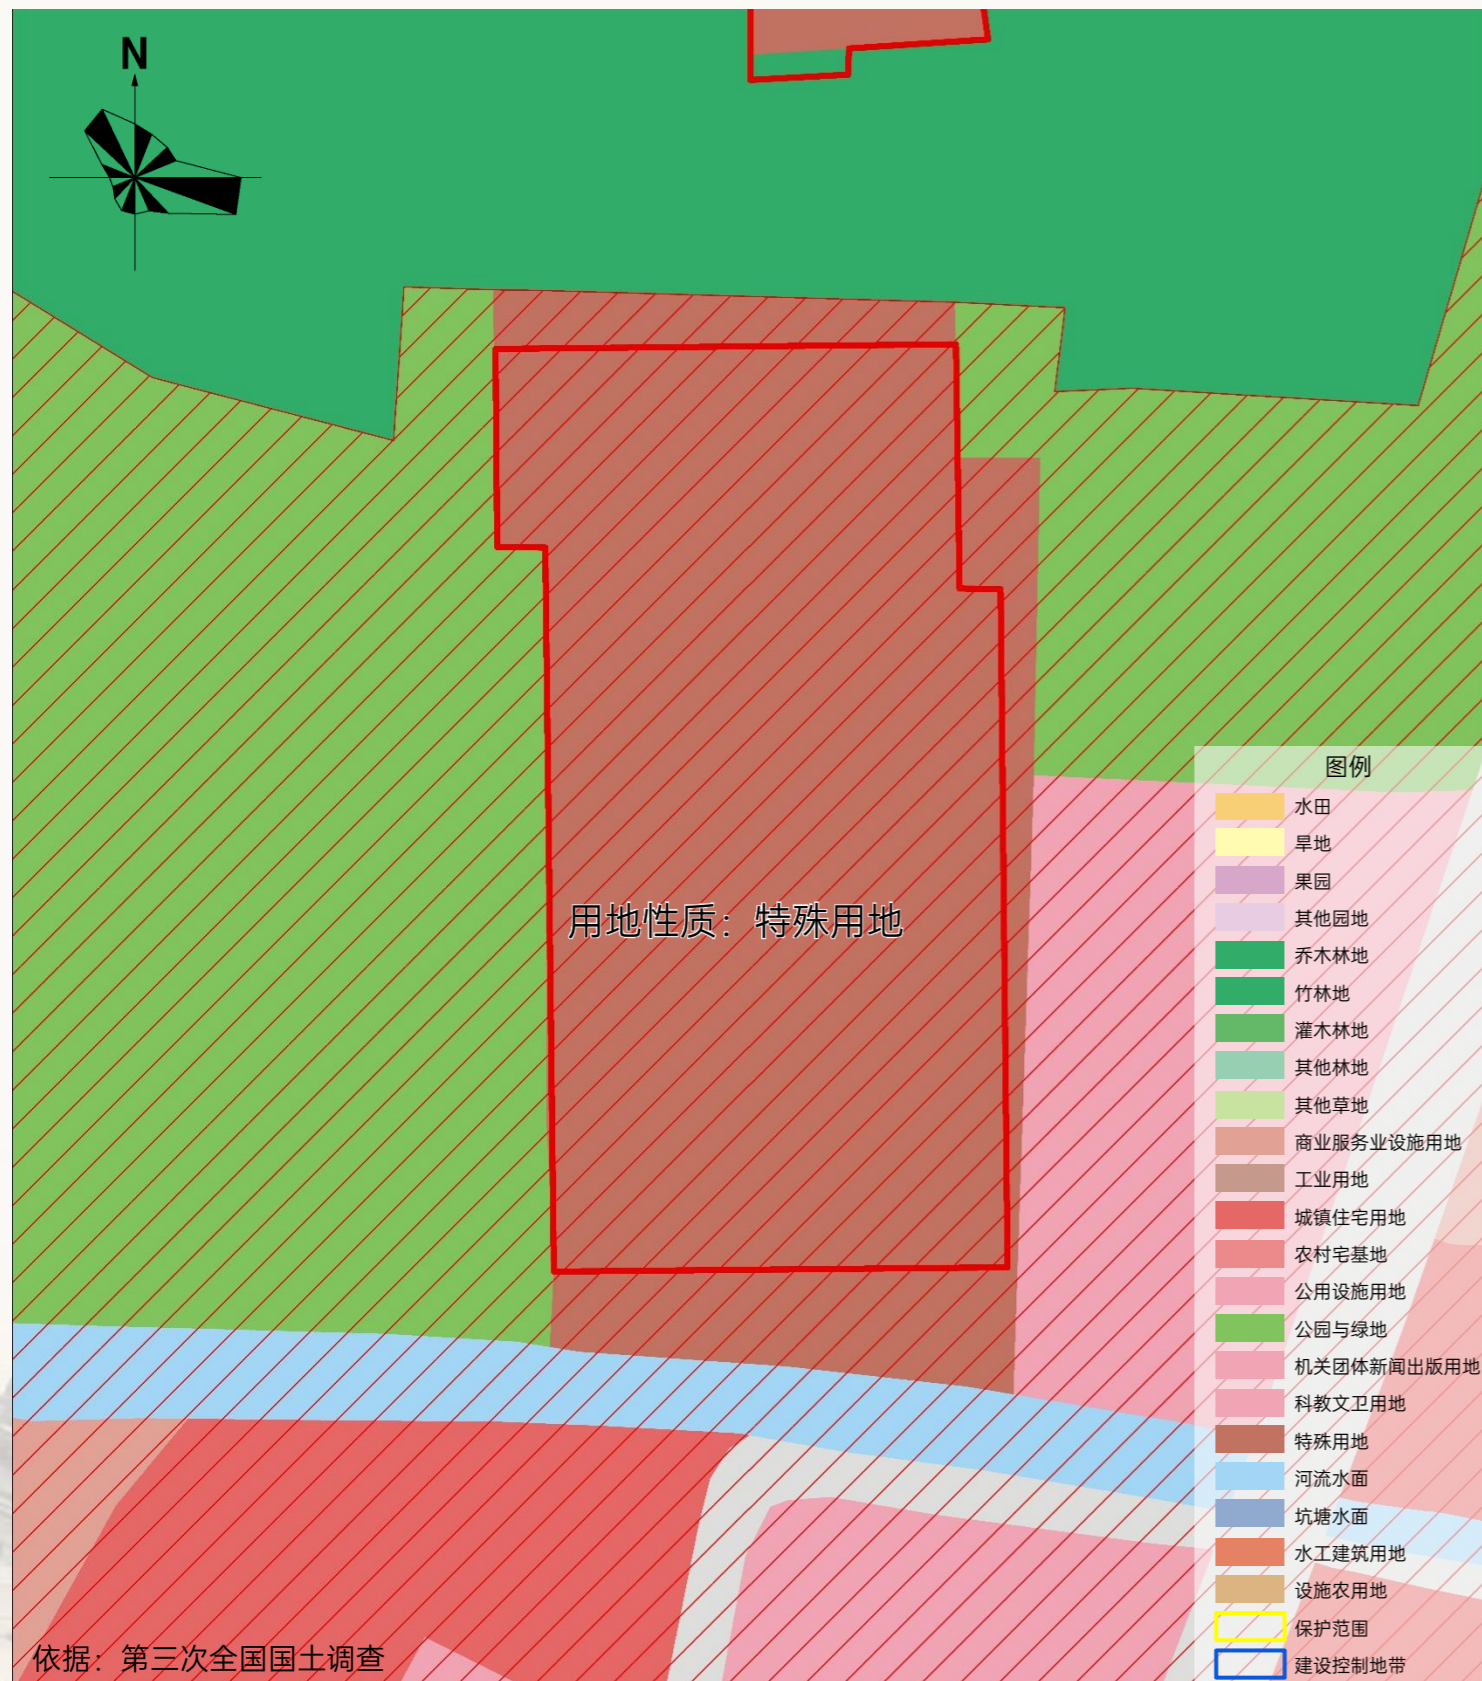 N
用地性质：特殊用地
图例
水田
旱地
果园
其他园地
乔木林地
竹林地
灌木林地
其他林地
其他草地
商业服务业设施用地
工业用地
城镇住宅用地
农村宅基地
公用设施用地
公园与绿地
机关团体新闻出版用地
科教文卫用地
特殊用地
河流水面
坑塘水面
水工建筑用地
设施农用地
保护范围
建设控制地带
依据：第三次全国国土调查